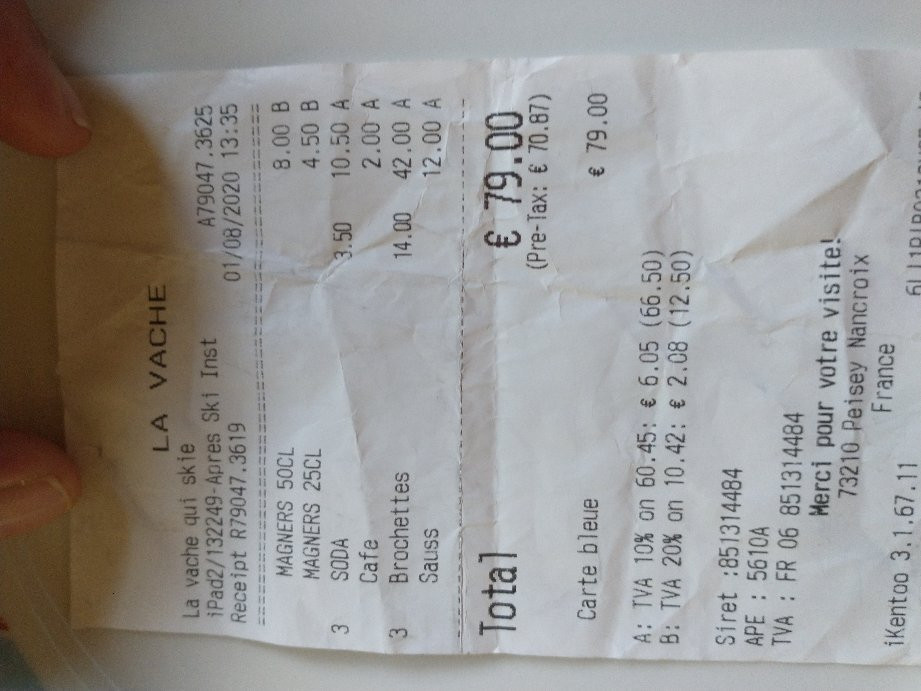 LA VACHE
La vache qui skie
iPad2/132249-Apres Ski Inst A79047.3625
Receipt R79047.3619 01/08/2020 13:35
MAGNERS 50CL 8.00 B
MAGNERS 25CL 4.50 B
3 SODA 3.50 10.50 A
Cafe 2.00 A
3 Brochettes 14.00 42.00 A
Sauss 12.00 A
Total € 79.00
(Pre-Tax: € 70.87)
Carte bleue € 79.00
A: TVA 10% on 60.45: € 6.05 (66.50)
B: TVA 20% on 10.42: € 2.08 (12.50)
Siret :851314484
APE : 5610A
TVA : FR 06 851314484
Merci pour votre visite!
73210 Peisey Nancroix
France
iKentoo 3.1.67.11